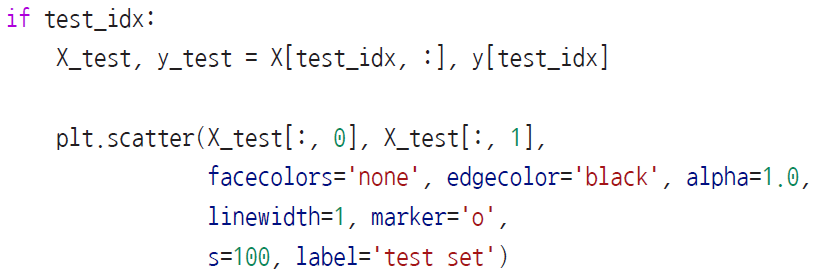 if test_idx:
    X_test, y_test = X[test_idx, :], y[test_idx]
    plt.scatter(X_test[:, 0], X_test[:, 1],
                facecolors='none', edgecolor='black', alpha=1.0,
                linewidth=1, marker='o',
                s=100, label='test set')